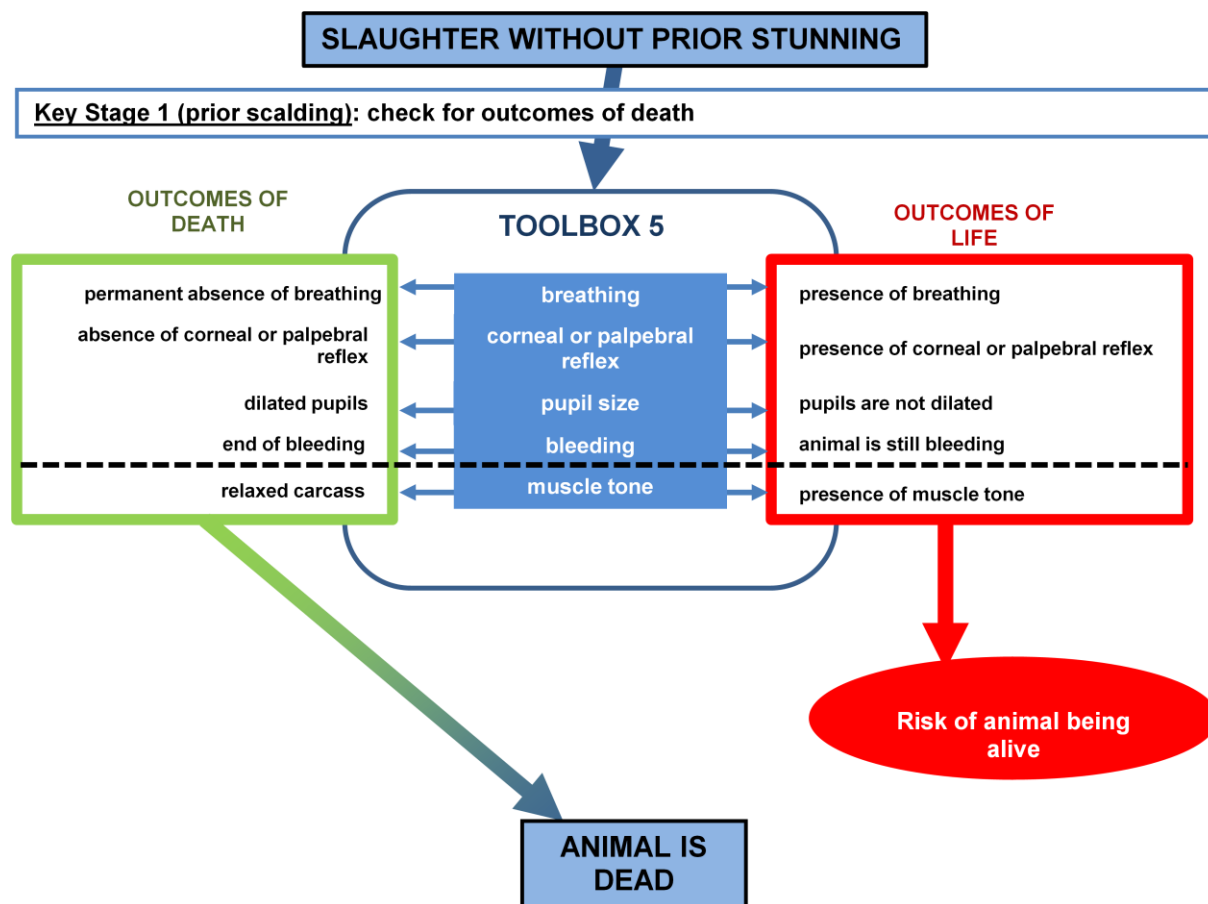 SLAUGHTER WITHOUT PRIOR STUNNING
Key Stage 1 (prior scalding): check for outcomes of death
OUTCOMES OF
DEATH
TOOLBOX 5
OUTCOMES OF
LIFE
permanent absence of breathing
breathing
presence of breathing
absence of corneal or palpebral
reflex
corneal or palpebral
reflex
presence of corneal or palpebral reflex
dilated pupils
pupil size
pupils are not dilated
end of bleeding
bleeding
animal is still bleeding
relaxed carcass
muscle tone
presence of muscle tone
Risk of animal being
alive
ANIMAL IS
DEAD